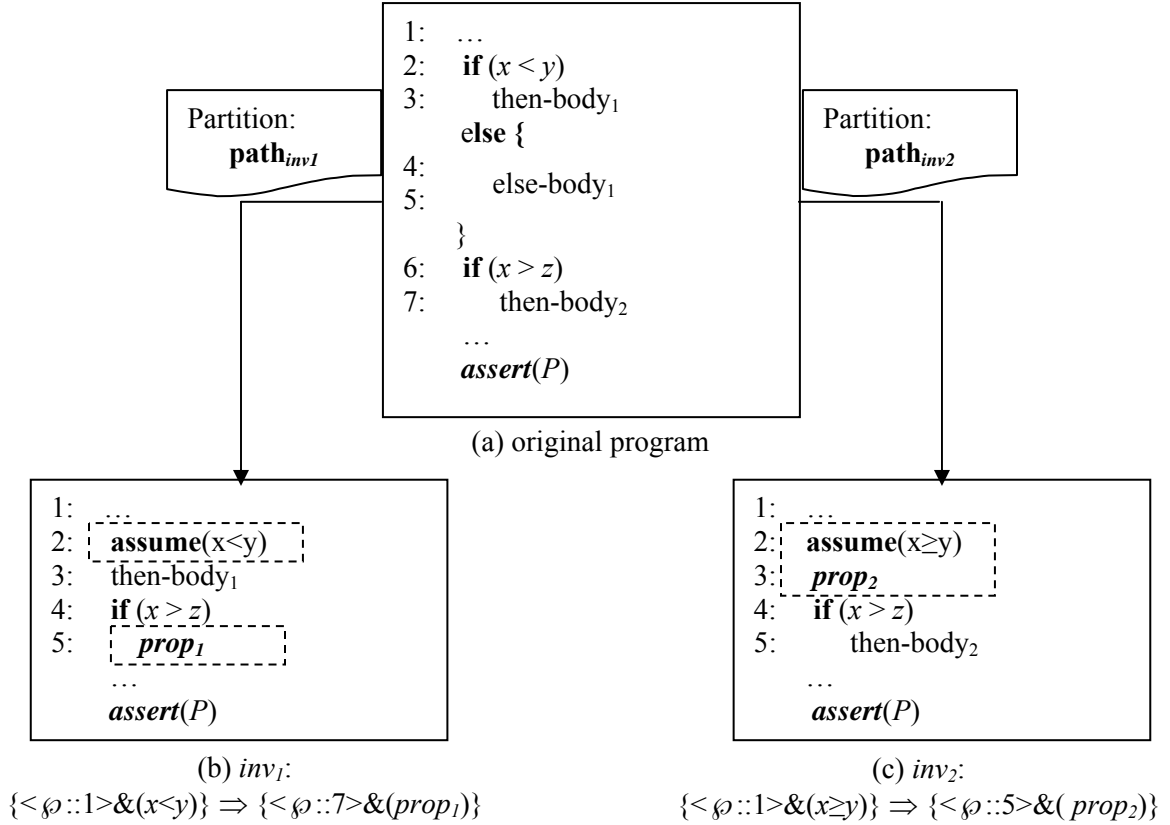 1: …
2: if (x < y)
3: then-body₁
else {
4:
else-body₁
5:
}
6: if (x > z)
7: then-body₂
…
assert(P)
Partition:
path_inv1
Partition:
path_inv2
(a) original program
1: …
2: assume(x<y)
3: then-body₁
4: if (x > z)
5: prop₁
…
assert(P)
(b) inv₁:
{<℘::1>&(x<y)} ⇒ {<℘::7>&(prop₁)}
1: …
2: assume(x≥y)
3: prop₂
4: if (x > z)
5: then-body₂
…
assert(P)
(c) inv₂:
{<℘::1>&(x≥y)} ⇒ {<℘::5>&( prop₂)}